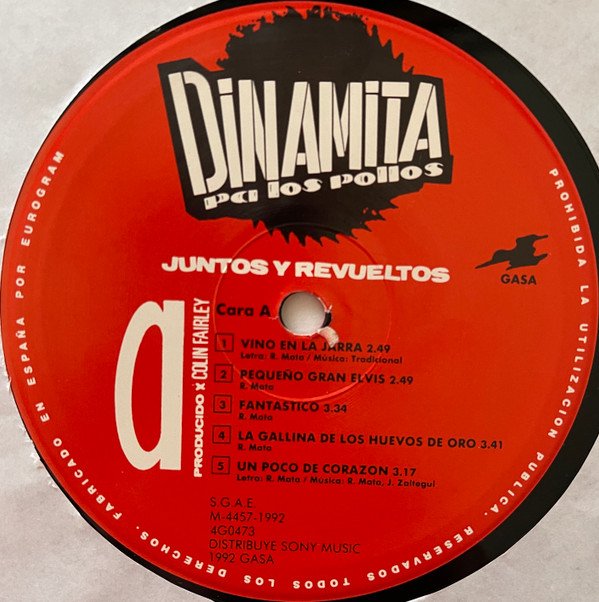 DINAMITA
pa los pollos
JUNTOS Y REVUELTOS
GASA
a
PRODUCIDO x COLIN FAIRLEY
Cara A
1 VINO EN LA JARRA 2.49
Letra: R. Mata / Música: Tradicional
2 PEQUEÑO GRAN ELVIS 2.49
R. Mata
3 FANTASTICO 3.34
R. Mata
4 LA GALLINA DE LOS HUEVOS DE ORO 3.41
R. Mata
5 UN POCO DE CORAZON 3.17
Letra: R. Mata / Música: R. Mata, J. Zaitegui
S.G.A.E.
M-4457-1992
4G0473
DISTRIBUYE SONY MUSIC
1992 GASA
PROHIBIDA LA UTILIZACION PUBLICA. RESERVADOS TODOS LOS DERECHOS. FABRICADO EN ESPAÑA POR EUROGRAM